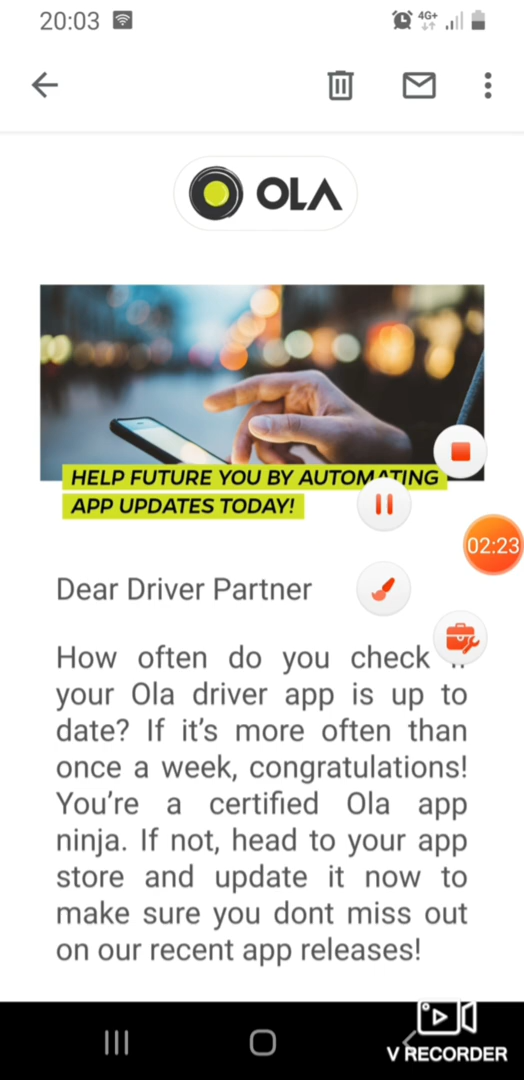 20:03
4G+
OLA
HELP FUTURE YOU BY AUTOMATING
APP UPDATES TODAY!
02:23
Dear Driver Partner
How often do you check
your Ola driver app is up to
date? If it's more often than
once a week, congratulations!
You're a certified Ola app
ninja. If not, head to your app
store and update it now to
make sure you dont miss out
on our recent app releases!
V RECORDER